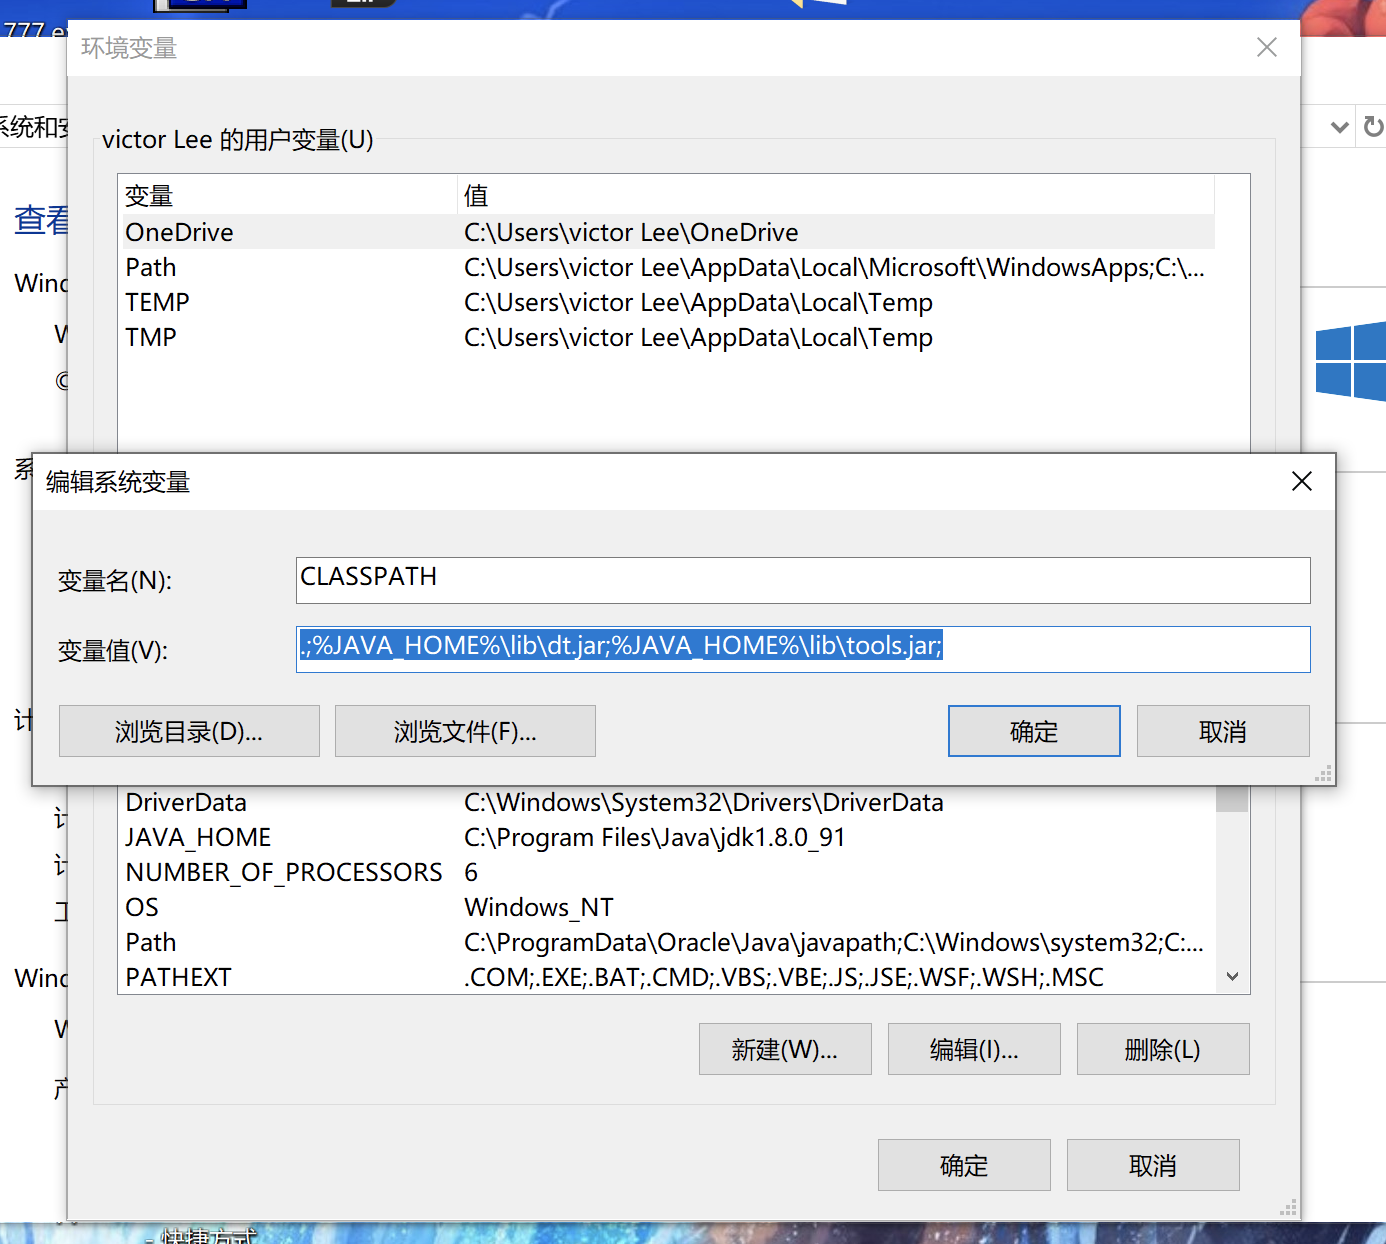 777 e
环境变量
系统和安
victor Lee 的用户变量(U)
变量 值
OneDrive C:\Users\victor Lee\OneDrive
Path C:\Users\victor Lee\AppData\Local\Microsoft\WindowsApps;C:\...
TEMP C:\Users\victor Lee\AppData\Local\Temp
TMP C:\Users\victor Lee\AppData\Local\Temp
查看
Wind
W
©
系
编辑系统变量
变量名(N): CLASSPATH
变量值(V): .;%JAVA_HOME%\lib\dt.jar;%JAVA_HOME%\lib\tools.jar;
浏览目录(D)... 浏览文件(F)... 确定 取消
计
DriverData C:\Windows\System32\Drivers\DriverData
JAVA_HOME C:\Program Files\Java\jdk1.8.0_91
NUMBER_OF_PROCESSORS 6
OS Windows_NT
Path C:\ProgramData\Oracle\Java\javapath;C:\Windows\system32;C:...
PATHEXT .COM;.EXE;.BAT;.CMD;.VBS;.VBE;.JS;.JSE;.WSF;.WSH;.MSC
计
计
工
Wind
W
产
新建(W)... 编辑(I)... 删除(L)
确定 取消
- 快捷方式